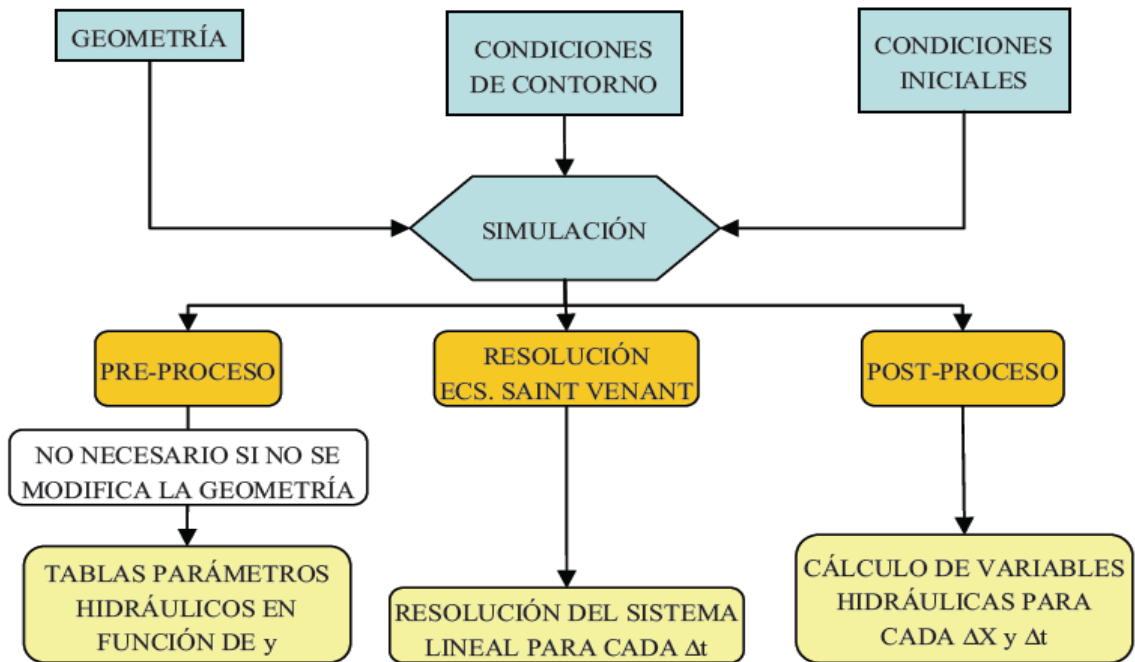 GEOMETRÍA
CONDICIONES
DE CONTORNO
CONDICIONES
INICIALES
SIMULACIÓN
PRE-PROCESO
RESOLUCIÓN
ECS. SAINT VENANT
POST-PROCESO
NO NECESARIO SI NO SE
MODIFICA LA GEOMETRÍA
TABLAS PARÁMETROS
HIDRÁULICOS EN
FUNCIÓN DE y
RESOLUCIÓN DEL SISTEMA
LINEAL PARA CADA Δt
CÁLCULO DE VARIABLES
HIDRÁULICAS PARA
CADA ΔX y Δt